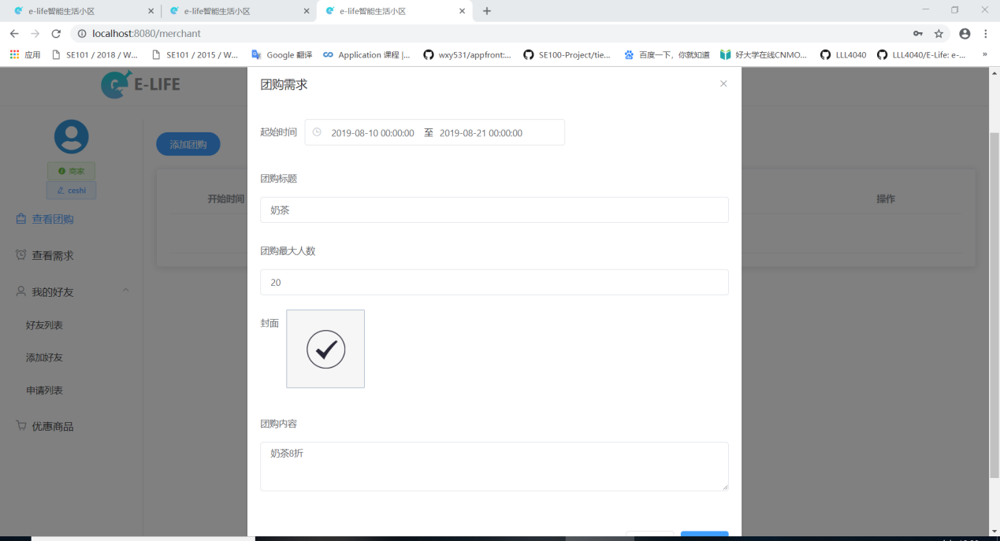 e-life智能生活小区
e-life智能生活小区
e-life智能生活小区
localhost:8080/merchant
应用
SE101 / 2018 / W...
SE101 / 2015 / W...
Google 翻译
Application 课程 |...
wxy531/appfront:...
SE100-Project/tie...
百度一下，你就知道
好大学在线CNMO...
LLL4040
LLL4040/E-Life: e-...
»
E-LIFE
商家
ceshi
查看团购
查看需求
我的好友
好友列表
添加好友
申请列表
优惠商品
添加团购
开始时间
操作
团购需求
起始时间
2019-08-10 00:00:00 至 2019-08-21 00:00:00
团购标题
奶茶
团购最大人数
20
封面
团购内容
奶茶8折